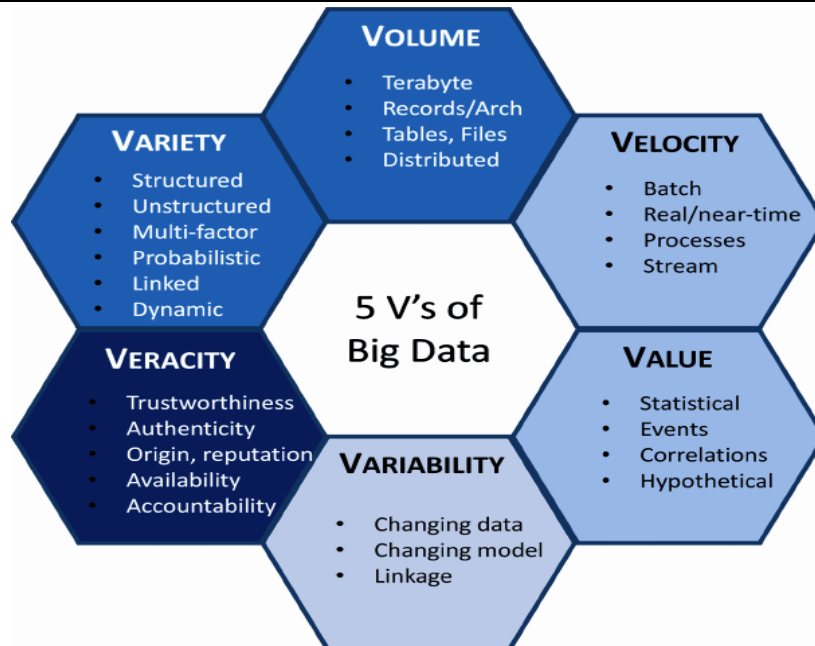 VOLUME
• Terabyte
• Records/Arch
• Tables, Files
• Distributed
VARIETY
• Structured
• Unstructured
• Multi-factor
• Probabilistic
• Linked
• Dynamic
VELOCITY
• Batch
• Real/near-time
• Processes
• Stream
5 V's of
Big Data
VERACITY
• Trustworthiness
• Authenticity
• Origin, reputation
• Availability
• Accountability
VALUE
• Statistical
• Events
• Correlations
• Hypothetical
VARIABILITY
• Changing data
• Changing model
• Linkage